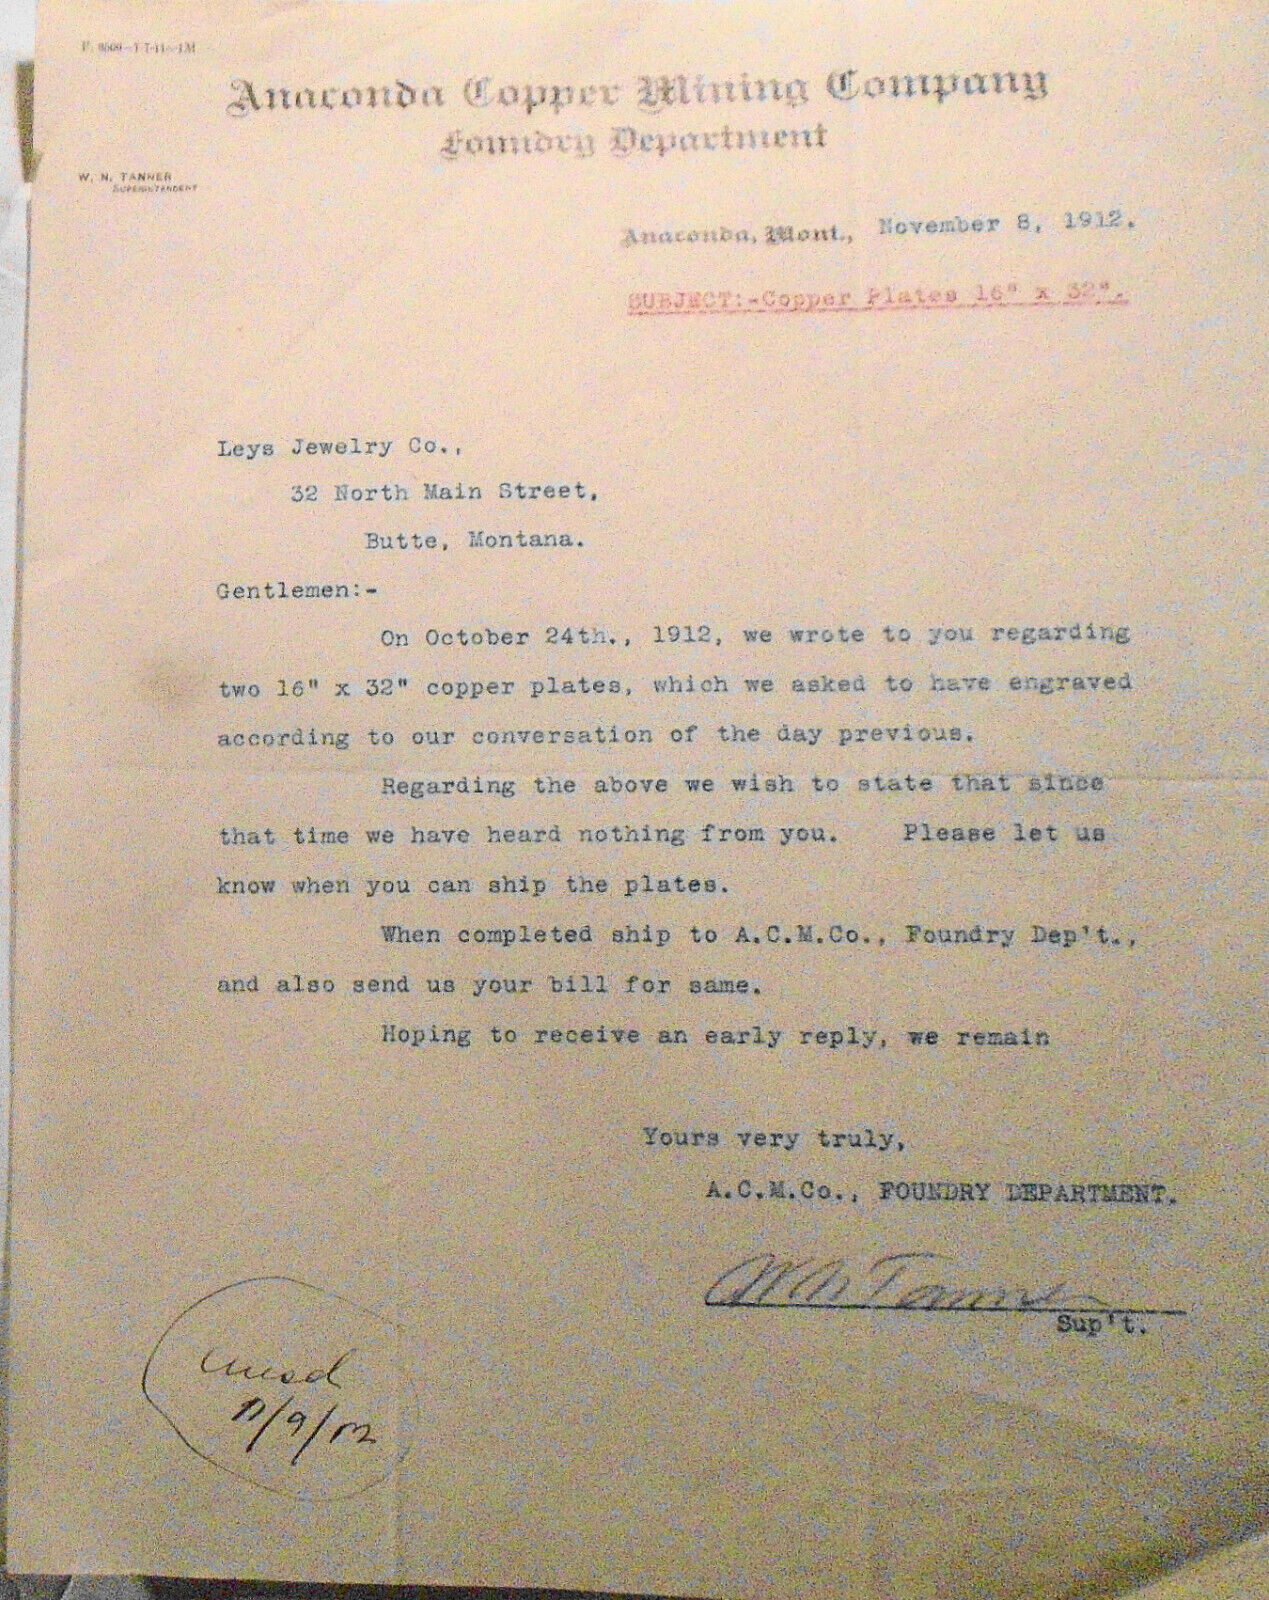 Anaconda Copper Mining Company
Foundry Department
W. N. TANNER
SUPERINTENDENT
Anaconda, Mont., November 8, 1912.
SUBJECT:-Copper Plates 16" x 32".
Leys Jewelry Co.,
32 North Main Street,
Butte, Montana.
Gentlemen:-
On October 24th., 1912, we wrote to you regarding
two 16" x 32" copper plates, which we asked to have engraved
according to our conversation of the day previous.
Regarding the above we wish to state that since
that time we have heard nothing from you. Please let us
know when you can ship the plates.
When completed ship to A.C.M.Co., Foundry Dep't.,
and also send us your bill for same.
Hoping to receive an early reply, we remain
Yours very truly,
A.C.M.Co., FOUNDRY DEPARTMENT.
W N Tanner
Sup't.
11/9/12